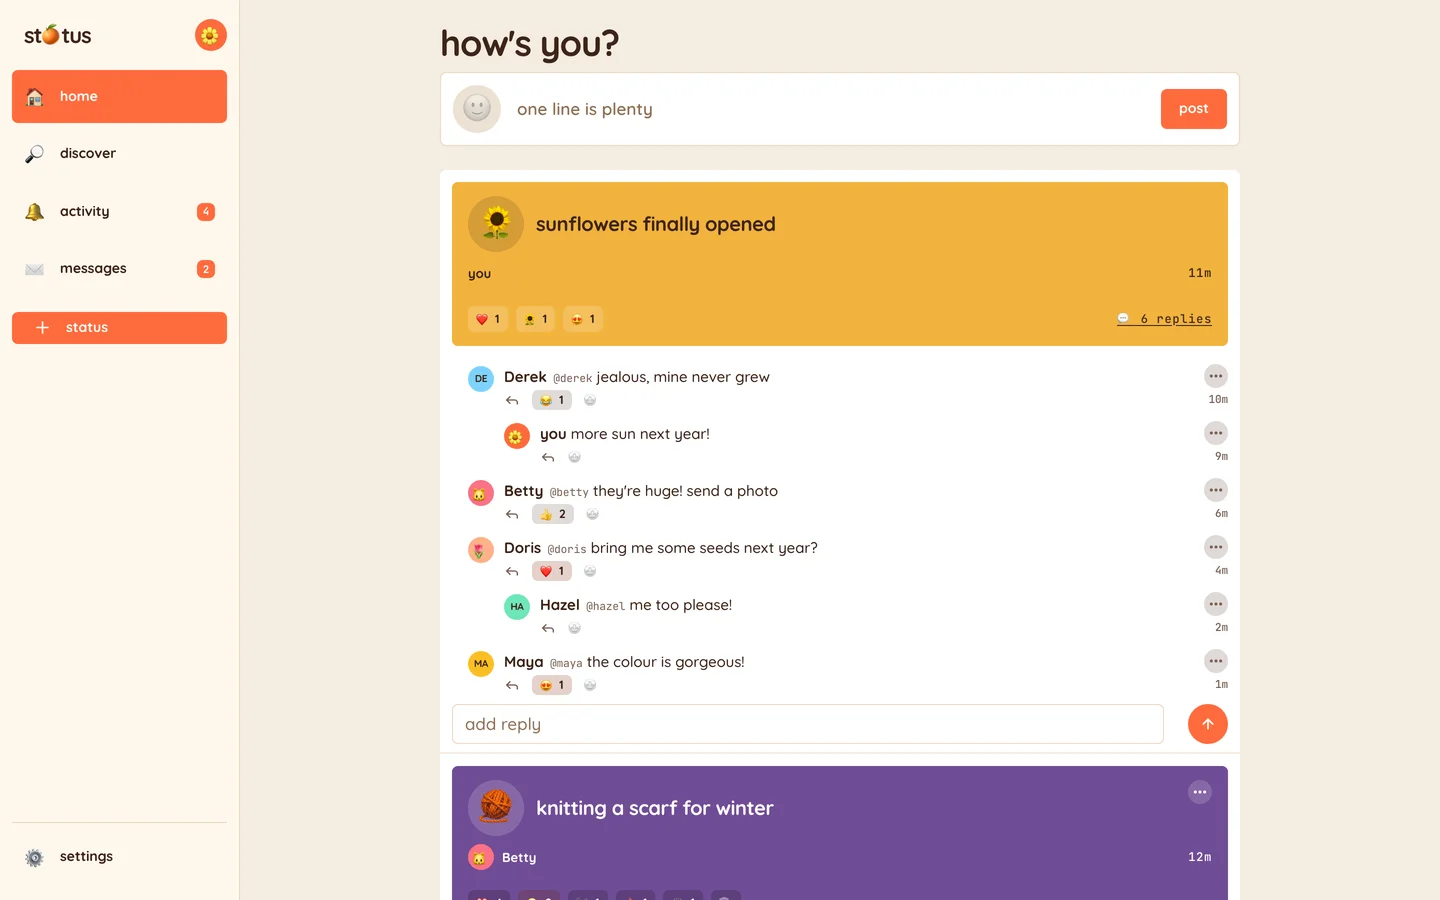 st🍊tus
home
discover
activity 4
messages 2
+ status
settings
how's you?
one line is plenty
post
sunflowers finally opened
you 11m
❤️ 1 🌻 1 😍 1 💬 6 replies
DE Derek @derek jealous, mine never grew
😂 1 10m
you more sun next year!
9m
Betty @betty they're huge! send a photo
👍 2 6m
Doris @doris bring me some seeds next year?
❤️ 1 4m
HA Hazel @hazel me too please!
2m
MA Maya @maya the colour is gorgeous!
😍 1 1m
add reply
knitting a scarf for winter
Betty 12m